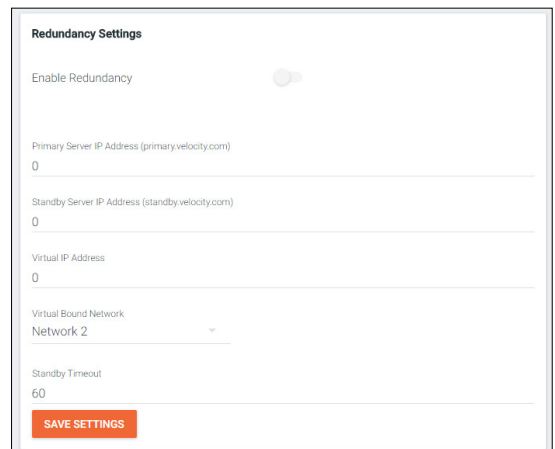 Redundancy Settings
Enable Redundancy
Primary Server IP Address (primary.velocity.com)
0
Standby Server IP Address (standby.velocity.com)
0
Virtual IP Address
0
Virtual Bound Network
Network 2
Standby Timeout
60
SAVE SETTINGS